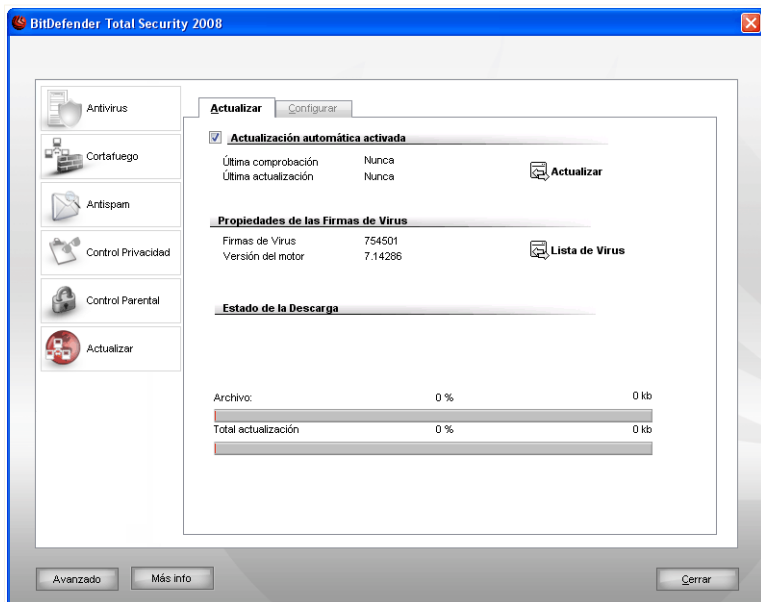 BitDefender Total Security 2008
Antivirus
Cortafuego
Antispam
Control Privacidad
Control Parental
Actualizar
Actualizar Configurar
Actualización automática activada
Última comprobación Nunca
Última actualización Nunca
Actualizar
Propiedades de las Firmas de Virus
Firmas de Virus 754501
Versión del motor 7.14286
Lista de Virus
Estado de la Descarga
Archivo: 0 % 0 kb
Total actualización 0 % 0 kb
Avanzado Más info Cerrar